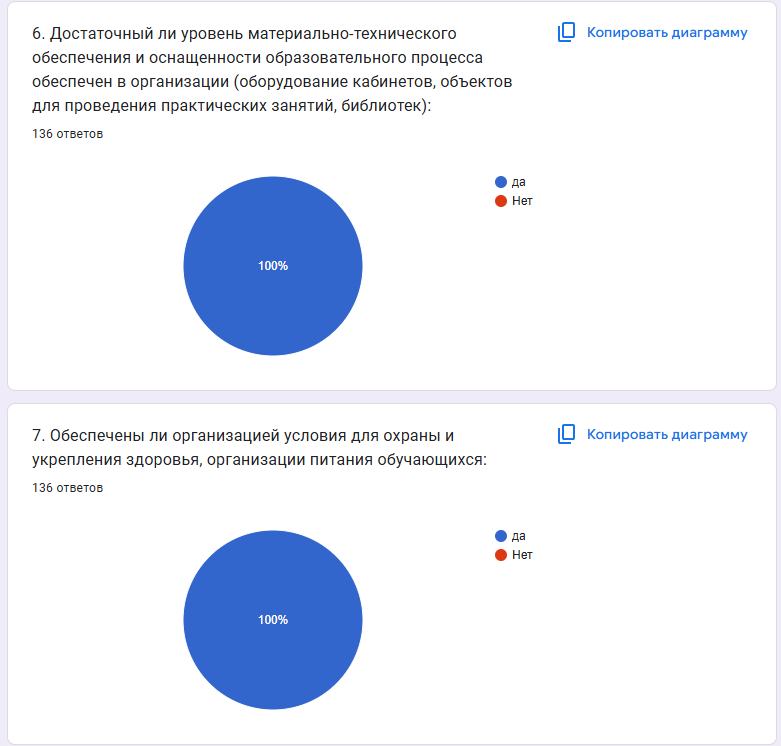 6. Достаточный ли уровень материально-технического
обеспечения и оснащенности образовательного процесса
обеспечен в организации (оборудование кабинетов, объектов
для проведения практических занятий, библиотек):
Копировать диаграмму
136 ответов
да
Нет
100%
7. Обеспечены ли организацией условия для охраны и
укрепления здоровья, организации питания обучающихся:
Копировать диаграмму
136 ответов
да
Нет
100%